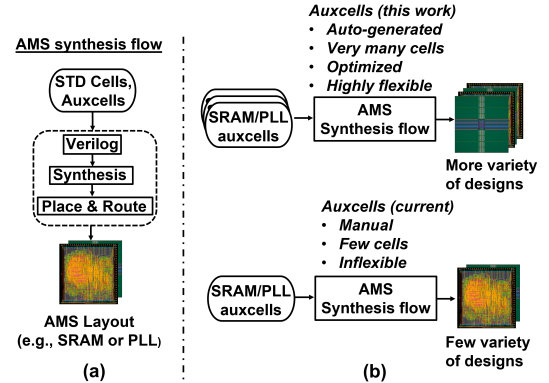 AMS synthesis flow
STD Cells,
Auxcells
Verilog
Synthesis
Place & Route
AMS Layout
(e.g., SRAM or PLL)
(a)
Auxcells (this work)
• Auto-generated
• Very many cells
• Optimized
• Highly flexible
SRAM/PLL
auxcells
AMS
Synthesis flow
More variety
of designs
Auxcells (current)
• Manual
• Few cells
• Inflexible
SRAM/PLL
auxcells
AMS
Synthesis flow
Few variety
of designs
(b)